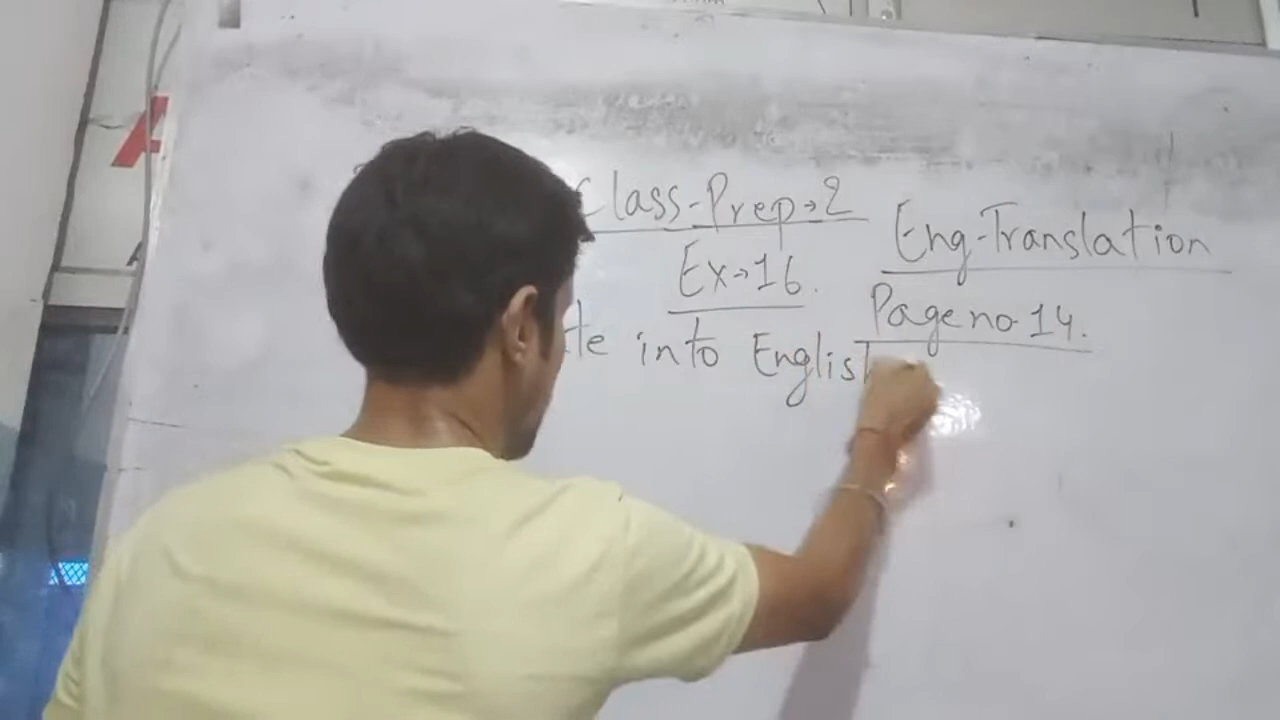 Class-Prep→2
Eng-Translation
Ex→16.
Page no-14.
te into English
A